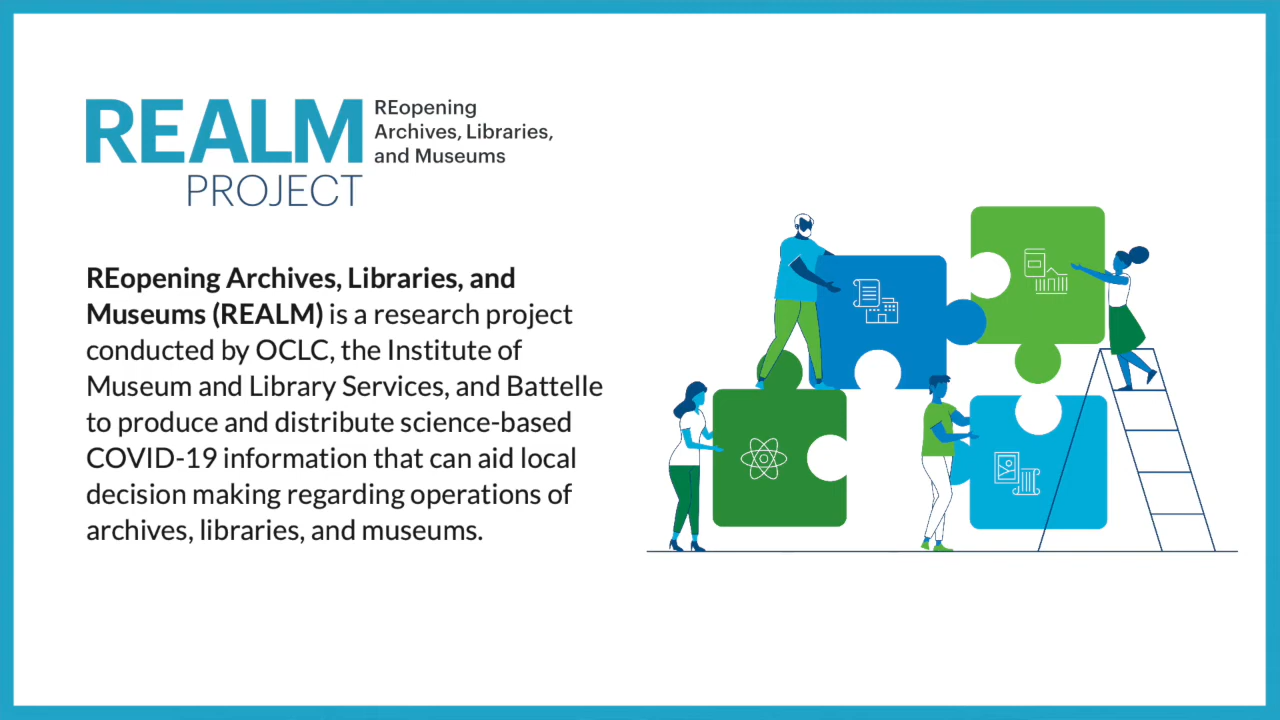 REALM
PROJECT
REopening
Archives, Libraries,
and Museums
REopening Archives, Libraries, and
Museums (REALM) is a research project
conducted by OCLC, the Institute of
Museum and Library Services, and Battelle
to produce and distribute science-based
COVID-19 information that can aid local
decision making regarding operations of
archives, libraries, and museums.